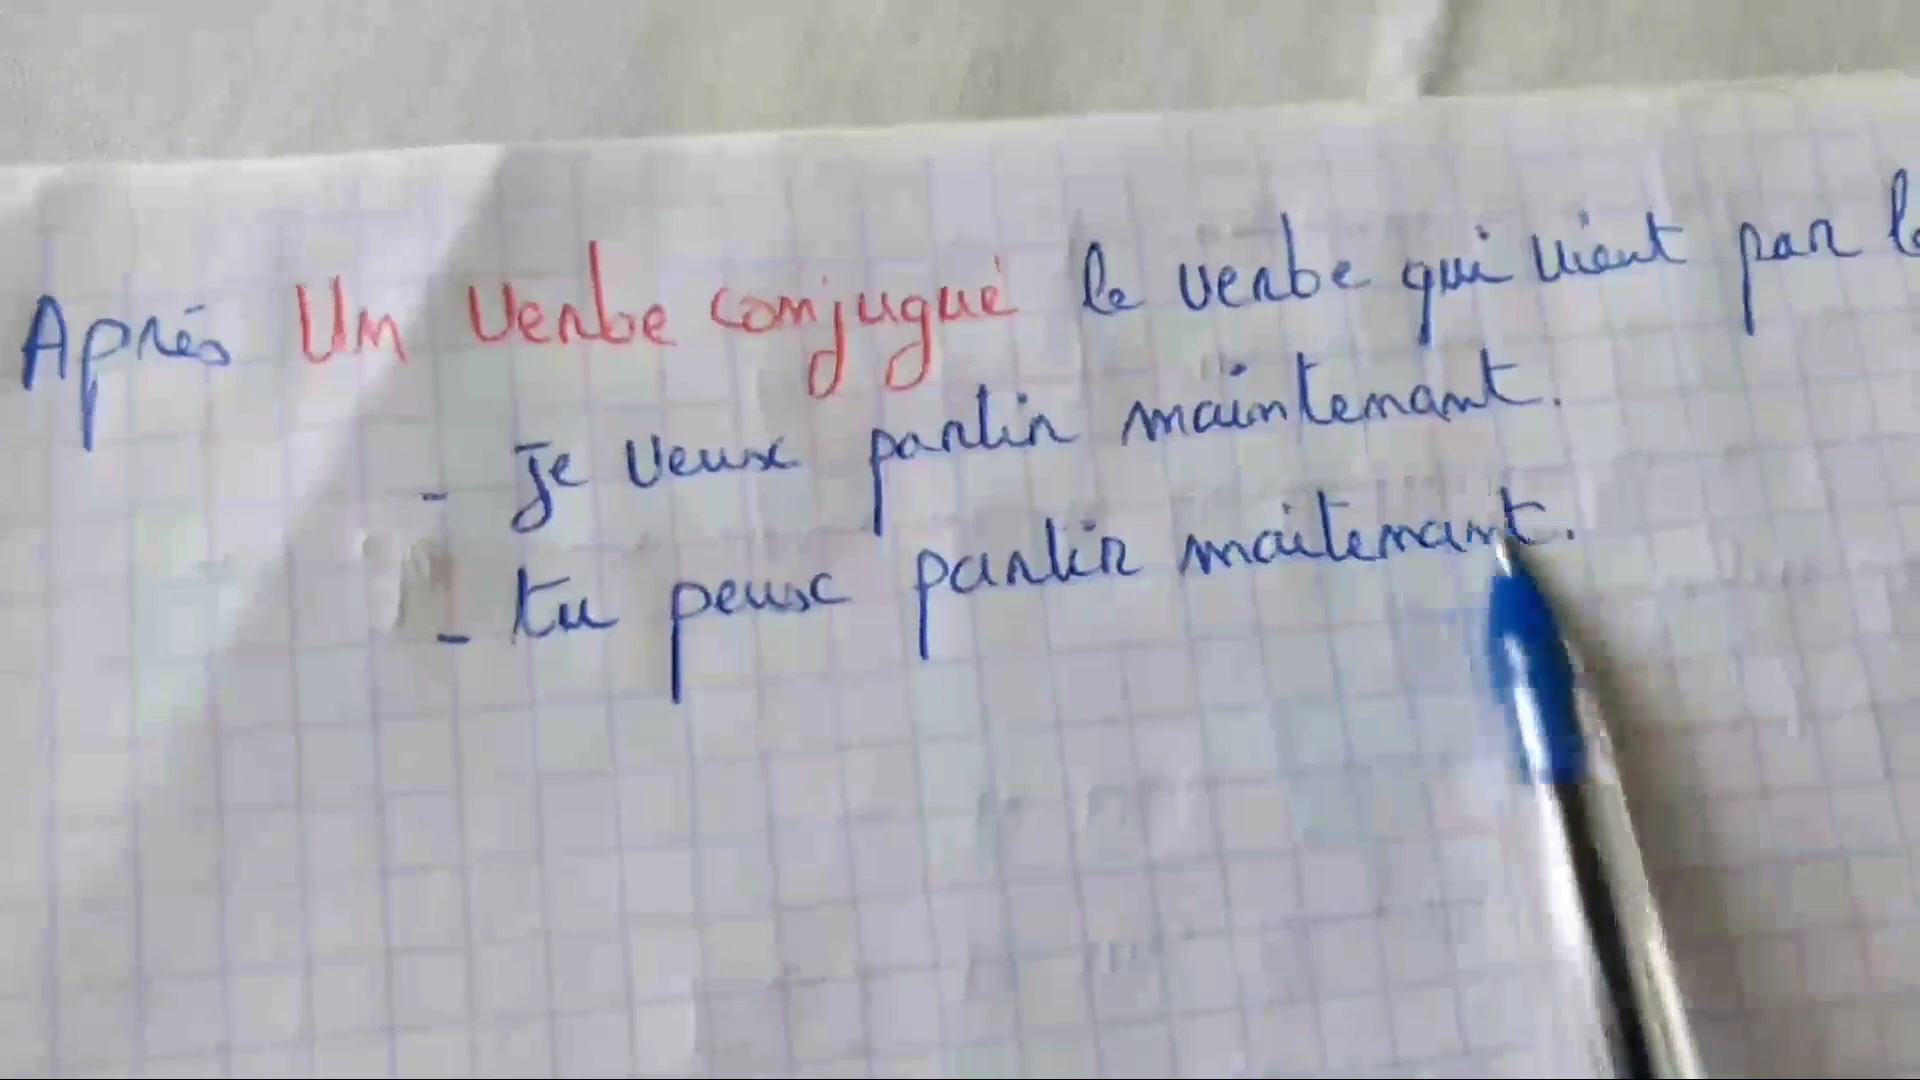 Après Un Verbe conjugué le verbe qui vient par l
- Je veux partir maintenant.
- tu peux partir maitenant.